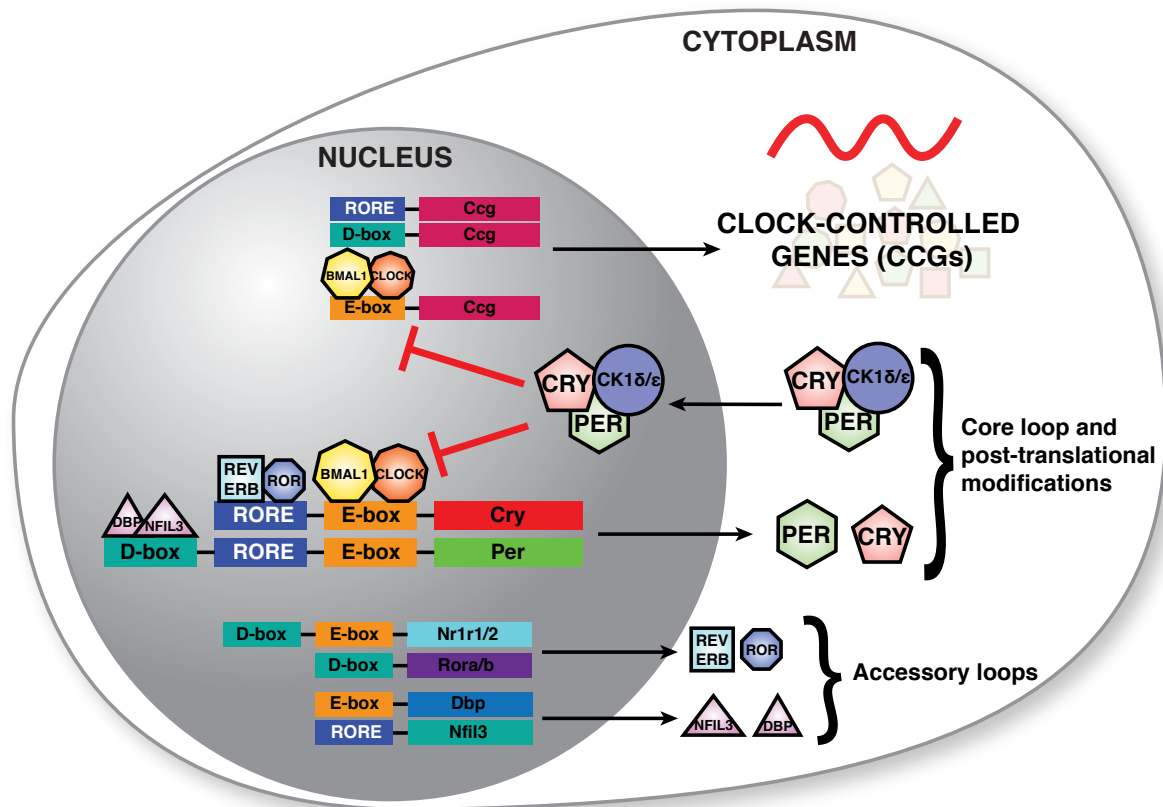 CYTOPLASM
NUCLEUS
RORE Ccg
D-box Ccg
BMAL1 CLOCK
E-box Ccg
CLOCK-CONTROLLED
GENES (CCGs)
CRY CK1δ/ε
PER
CRY CK1δ/ε
PER
Core loop and
post-translational
modifications
REV
ERB
ROR
BMAL1 CLOCK
DBP NFIL3
RORE E-box Cry
D-box RORE E-box Per
PER CRY
D-box E-box Nr1r1/2
D-box Rora/b
REV
ERB
ROR
Accessory loops
E-box Dbp
RORE Nfil3
NFIL3 DBP